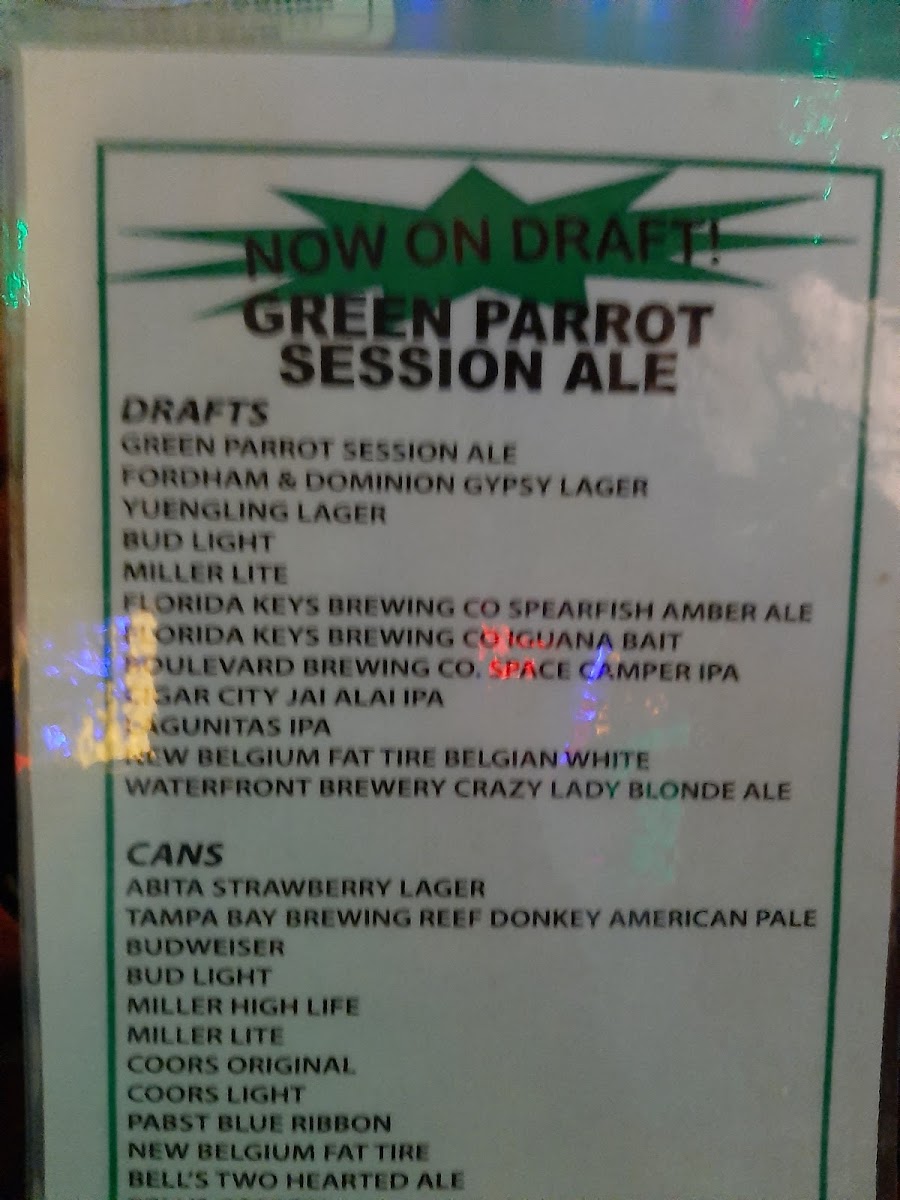 NOW ON DRAFT!
GREEN PARROT
SESSION ALE
DRAFTS
GREEN PARROT SESSION ALE
FORDHAM & DOMINION GYPSY LAGER
YUENGLING LAGER
BUD LIGHT
MILLER LITE
FLORIDA KEYS BREWING CO SPEARFISH AMBER ALE
FLORIDA KEYS BREWING CO IGUANA BAIT
BOULEVARD BREWING CO. SPACE CAMPER IPA
CIGAR CITY JAI ALAI IPA
LAGUNITAS IPA
NEW BELGIUM FAT TIRE BELGIAN WHITE
WATERFRONT BREWERY CRAZY LADY BLONDE ALE
CANS
ABITA STRAWBERRY LAGER
TAMPA BAY BREWING REEF DONKEY AMERICAN PALE
BUDWEISER
BUD LIGHT
MILLER HIGH LIFE
MILLER LITE
COORS ORIGINAL
COORS LIGHT
PABST BLUE RIBBON
NEW BELGIUM FAT TIRE
BELL'S TWO HEARTED ALE